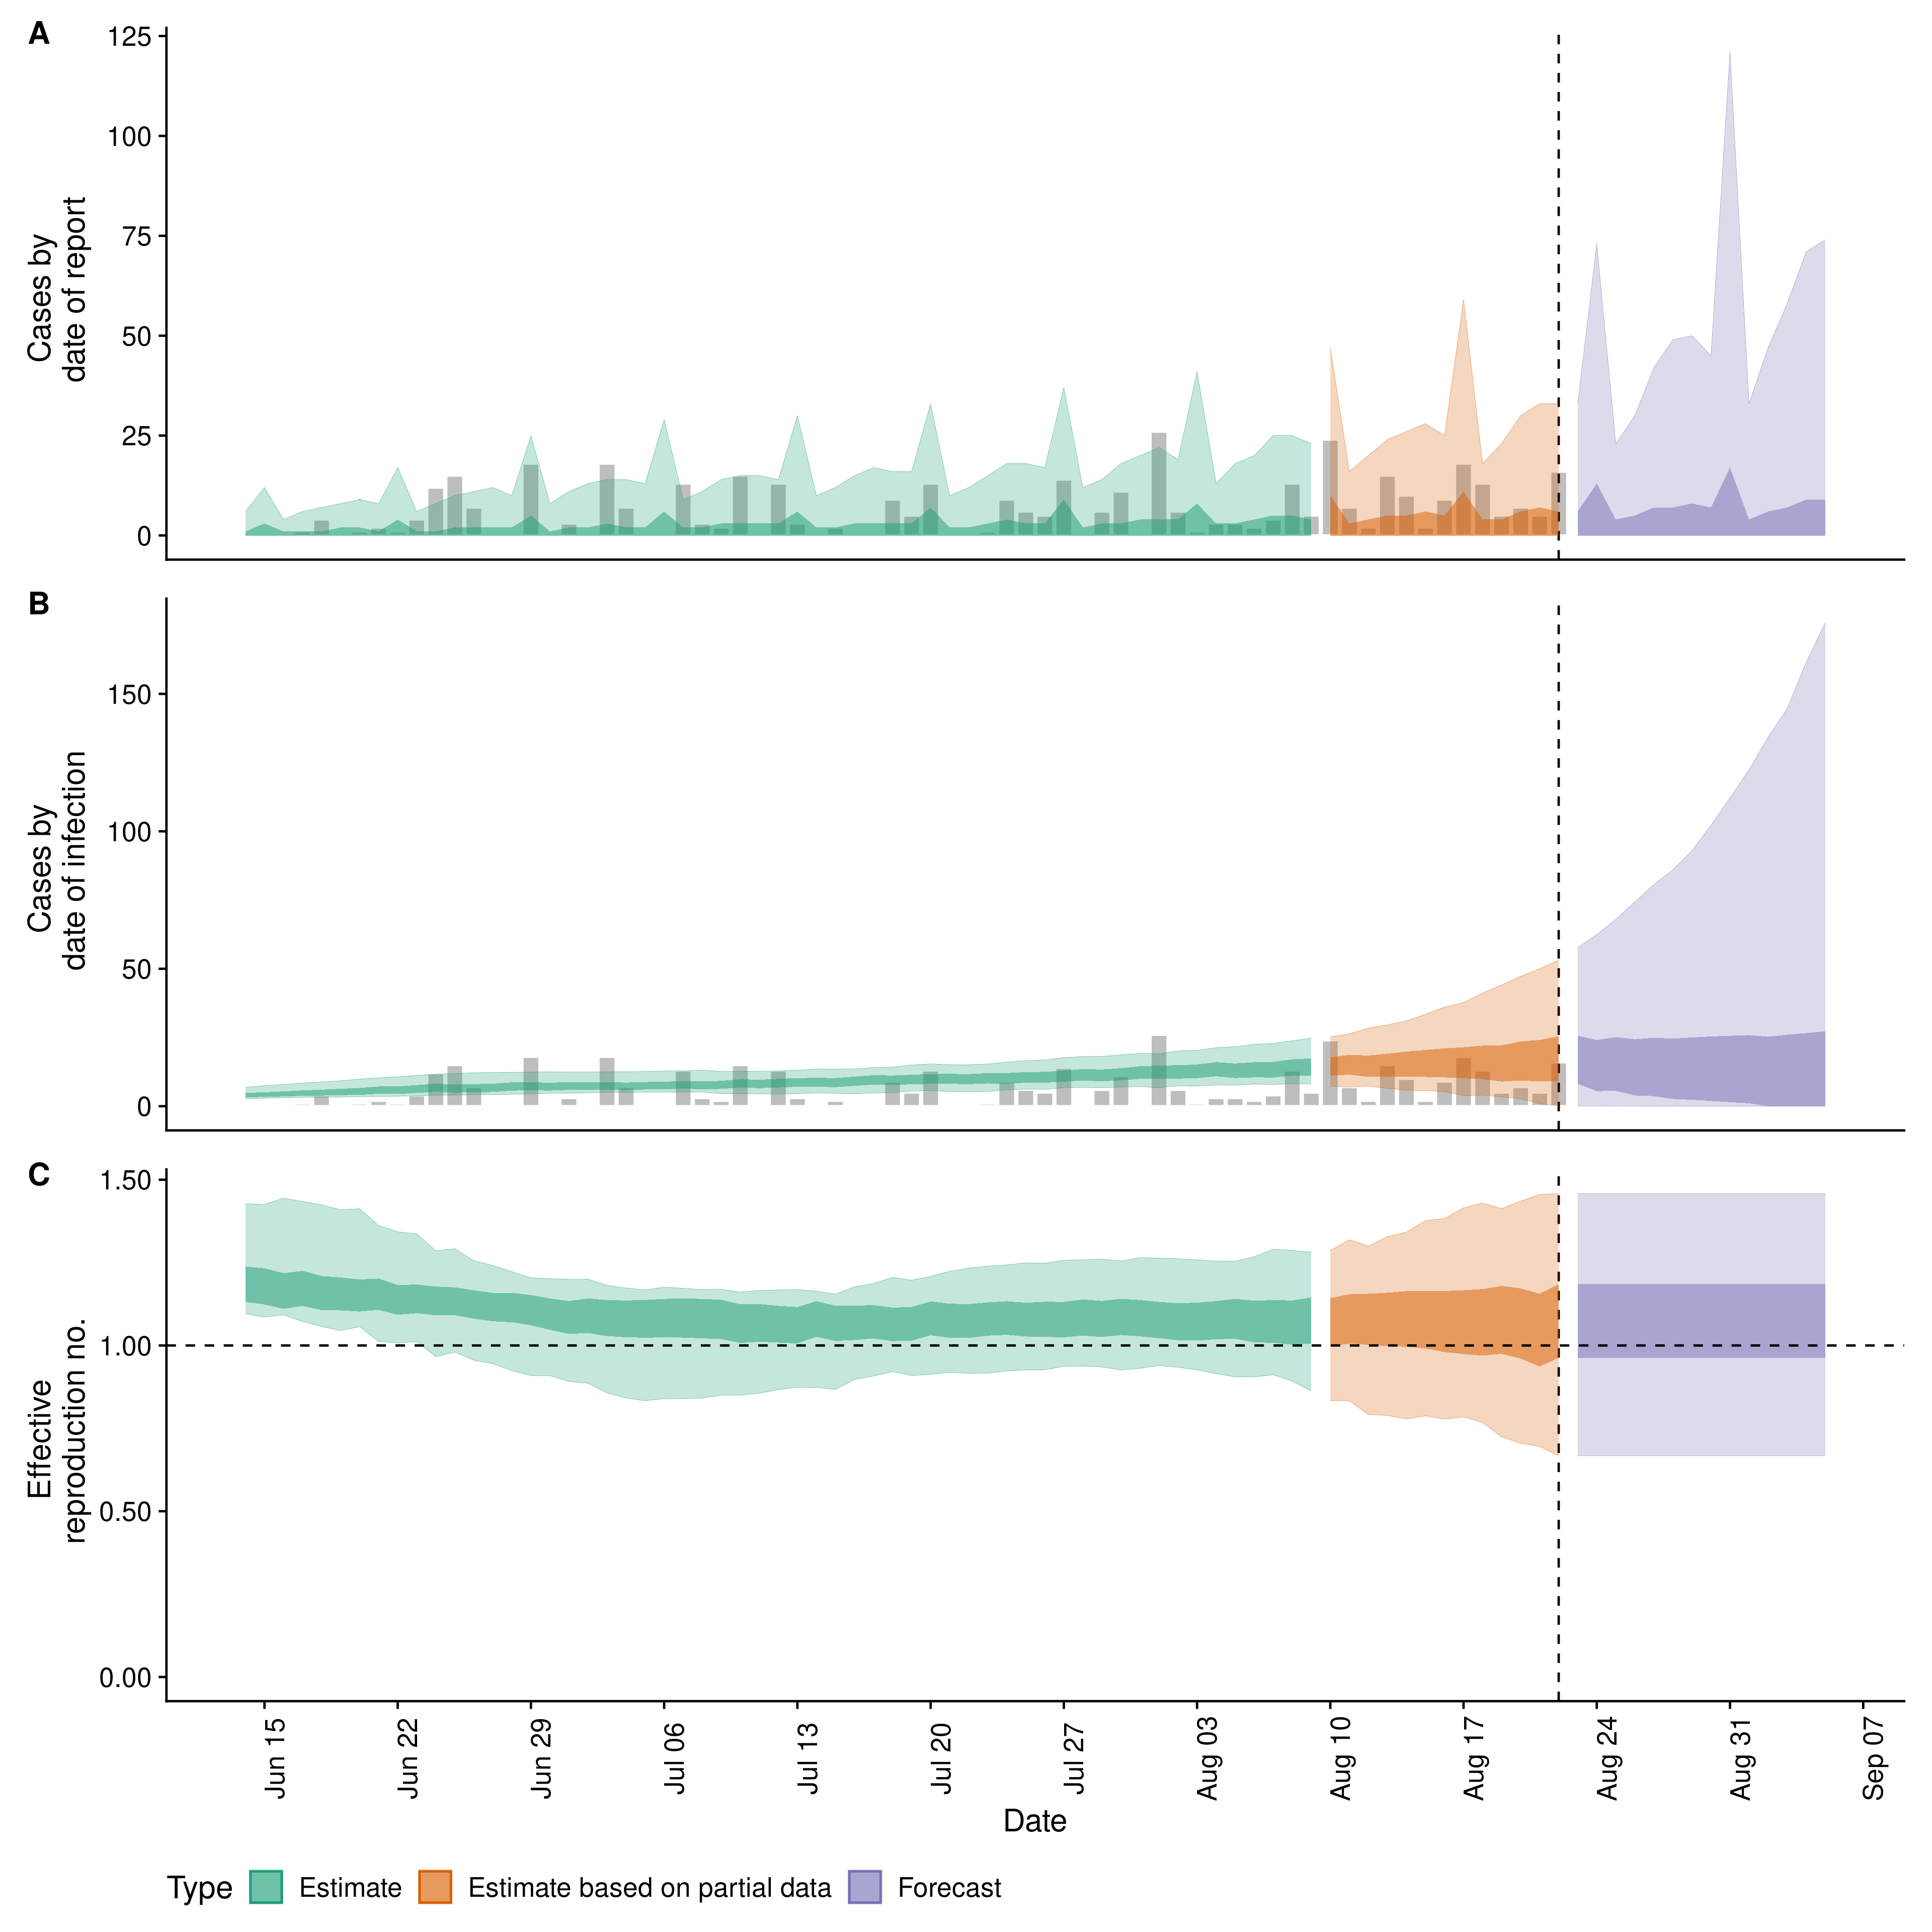 A
125
100
75
50
25
0
Cases by
date of report
B
150
100
50
0
Cases by
date of infection
C
1.50
1.00
0.50
0.00
Effective
reproduction no.
Jun 15
Jun 22
Jun 29
Jul 06
Jul 13
Jul 20
Jul 27
Aug 03
Aug 10
Aug 17
Aug 24
Aug 31
Sep 07
Date
Type
Estimate
Estimate based on partial data
Forecast